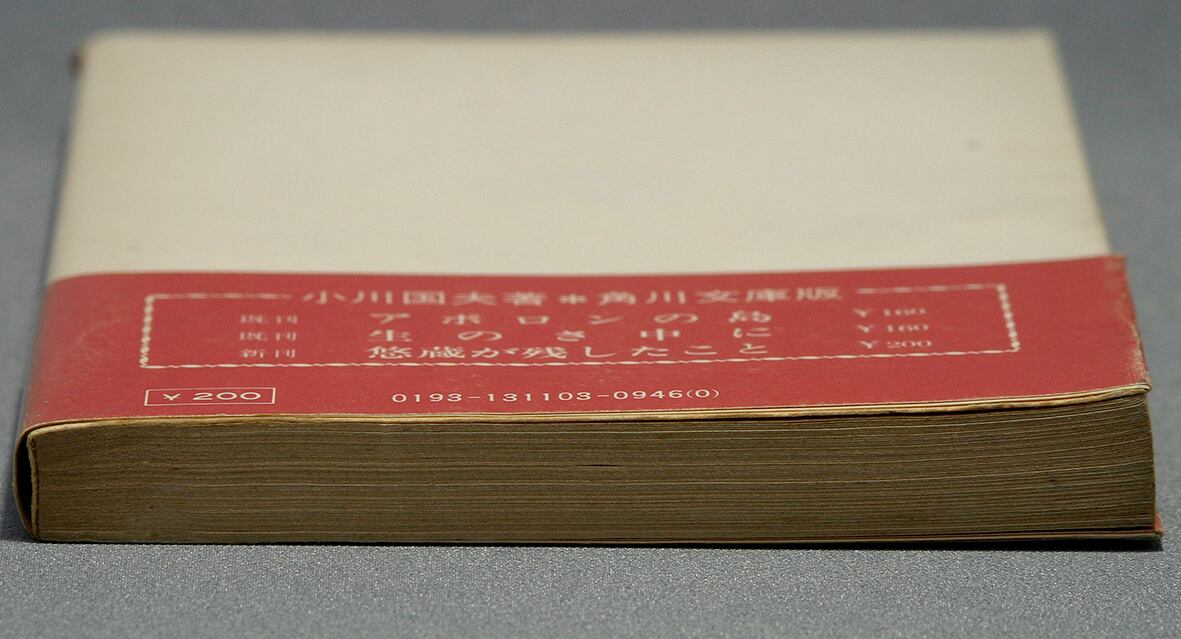 小川国夫著*角川文庫版
既刊 アポロンの島 ¥160
既刊 生のさ中に ¥160
新刊 悠蔵が残したこと ¥200
¥200 0193-131103-0946(0)